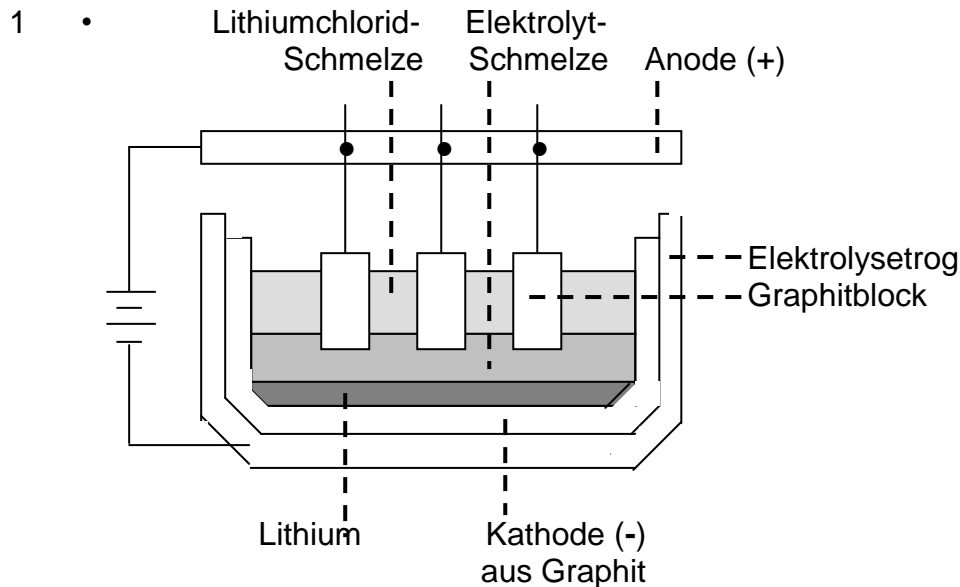 1 •
Lithiumchlorid-
Schmelze
Elektrolyt-
Schmelze
Anode (+)
Elektrolysetrog
Graphitblock
Lithium
Kathode (-)
aus Graphit